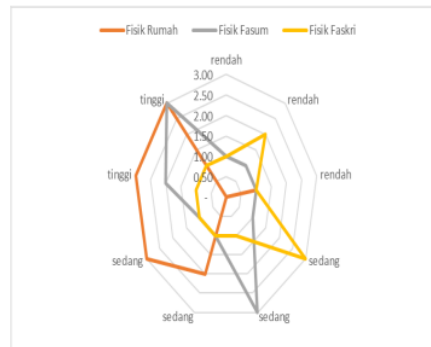 Fisik Rumah Fisik Fasum Fisik Faskri
rendah
3.00
2.50
2.00
1.50
1.00
0.50
-
tinggi
rendah
tinggi
rendah
sedang
sedang
sedang
sedang